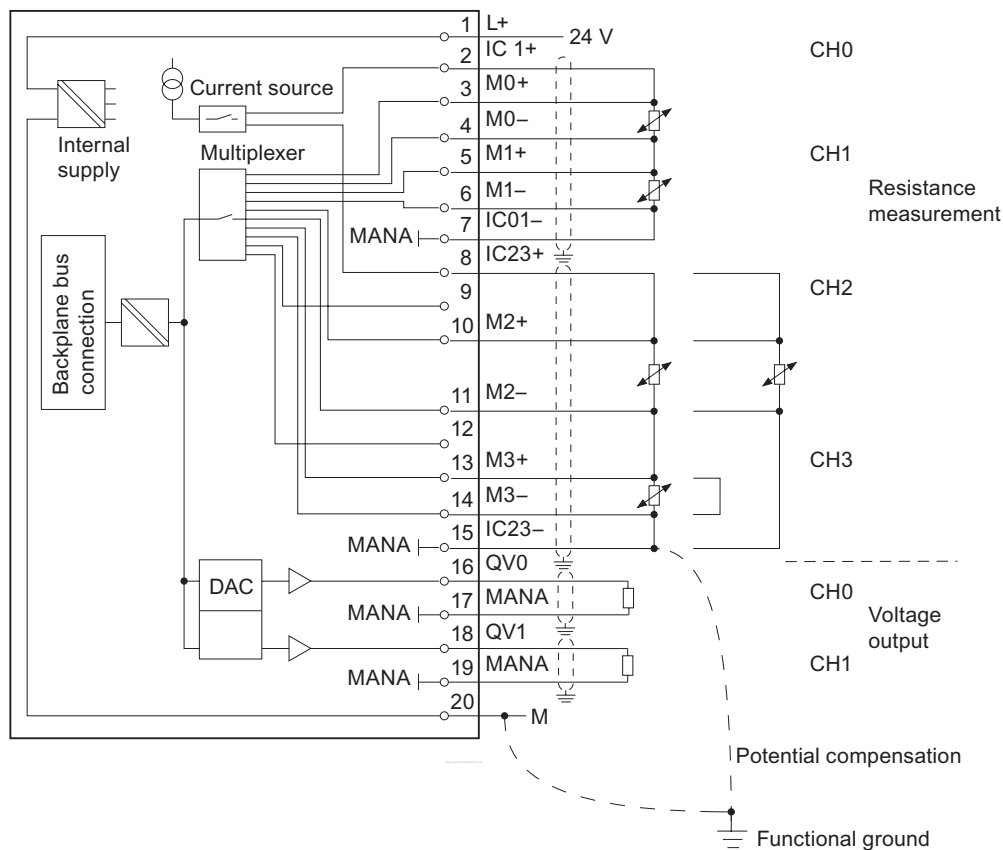 1 L+
24 V
2 IC 1+
CH0
3 M0+
Current source
4 M0–
Internal
supply
Multiplexer
5 M1+
CH1
6 M1–
Resistance
measurement
7 IC01–
MANA
8 IC23+
9
CH2
10 M2+
Backplane bus
connection
11 M2–
12
13 M3+
CH3
14 M3–
15 IC23–
MANA
16 QV0
DAC
CH0
17 MANA
MANA
Voltage
output
18 QV1
19 MANA
CH1
MANA
20
M
Potential compensation
Functional ground